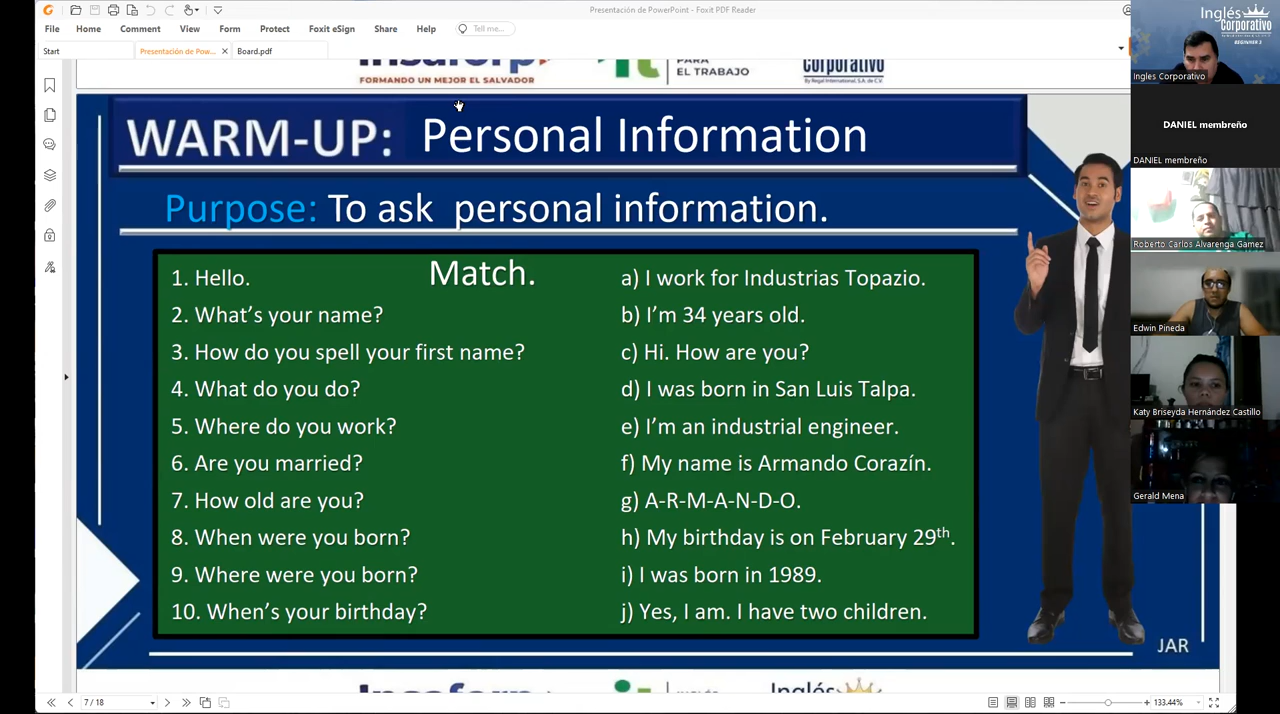 Presentación de PowerPoint - Foxit PDF Reader
File Home Comment View Form Protect Foxit eSign Share Help Tell me...
Start Presentación de Pow... Board.pdf
FORMANDO UN MEJOR EL SALVADOR
PARA
EL TRABAJO
corporativo
WARM-UP: Personal Information
Purpose: To ask personal information.
Match.
1. Hello.
2. What's your name?
3. How do you spell your first name?
4. What do you do?
5. Where do you work?
6. Are you married?
7. How old are you?
8. When were you born?
9. Where were you born?
10. When's your birthday?
a) I work for Industrias Topazio.
b) I'm 34 years old.
c) Hi. How are you?
d) I was born in San Luis Talpa.
e) I'm an industrial engineer.
f) My name is Armando Corazín.
g) A-R-M-A-N-D-O.
h) My birthday is on February 29th.
i) I was born in 1989.
j) Yes, I am. I have two children.
JAR
Inglés
7 / 18
133.44%
Inglés
Corporativo
BEGINNER 2
Ingles Corporativo
DANIEL membreño
DANIEL membreño
Roberto Carlos Alvarenga Gamez
Edwin Pineda
Katy Briseyda Hernández Castillo
Gerald Mena